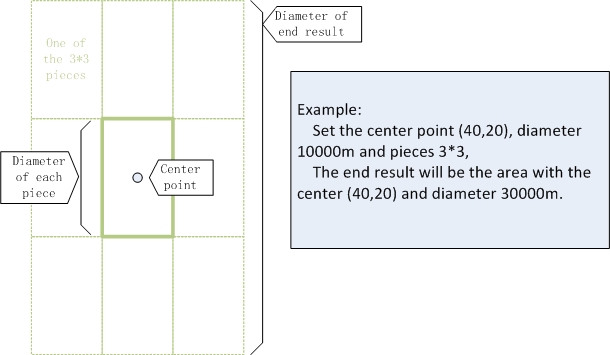 Diameter of
end result
One of
the 3*3
pieces
Diameter
of each
piece
Center
point
Example:
Set the center point (40,20), diameter
10000m and pieces 3*3,
The end result will be the area with the
center (40,20) and diameter 30000m.